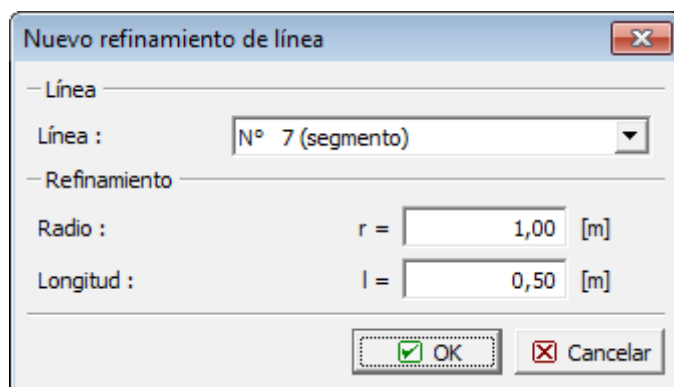 Nuevo refinamiento de línea
Línea
Línea : N° 7 (segmento)
Refinamiento
Radio : r = 1,00 [m]
Longitud : l = 0,50 [m]
OK Cancelar